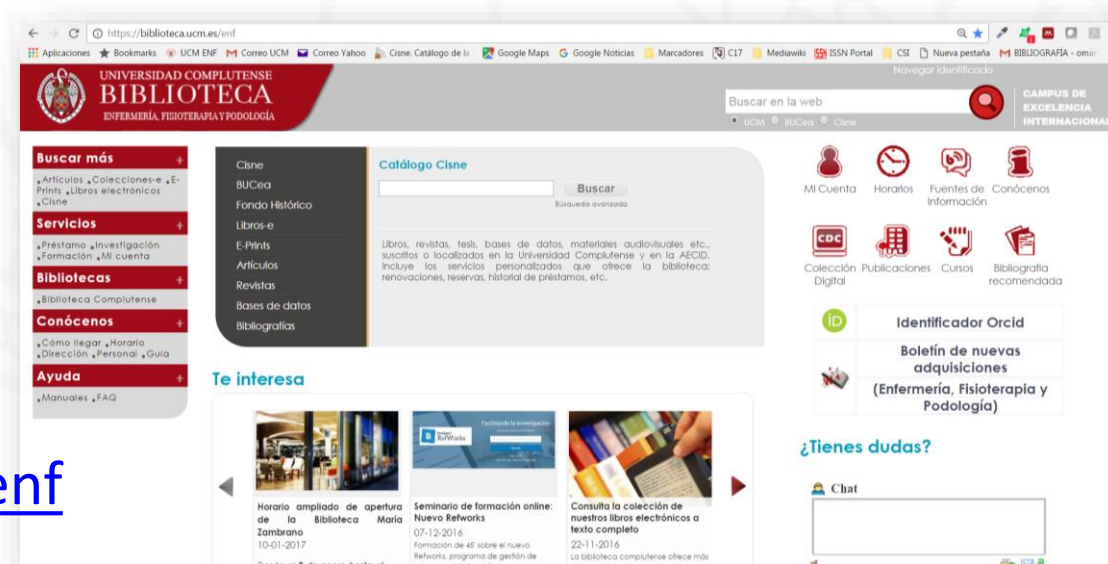 https://biblioteca.ucm.es/enf
Aplicaciones Bookmarks UCM ENF Correo UCM Correo Yahoo Cisne. Catálogo de la Google Maps Google Noticias Marcadores C17 Mediawiki ISSN Portal CSI Nueva pestaña BIBLIOGRAFÍA - omar
Navegar identificado
UNIVERSIDAD COMPLUTENSE
BIBLIOTECA
ENFERMERÍA, FISIOTERAPIA Y PODOLOGÍA
Buscar en la web
UCM BUCea Cisne
CAMPUS DE
EXCELENCIA
INTERNACIONAL
Buscar más +
Artículos Colecciones-e E-
Prints Libros electrónicos
Cisne
Servicios +
Préstamo Investigación
Formación Mi cuenta
Bibliotecas +
Biblioteca Complutense
Conócenos +
Cómo llegar Horario
Dirección Personal Guía
Ayuda +
Manuales FAQ
Cisne
BUCea
Fondo Histórico
Libros-e
E-Prints
Artículos
Revistas
Bases de datos
Bibliografías
Catálogo Cisne
Buscar
Búsqueda avanzada
Libros, revistas, tesis, bases de datos, materiales audiovisuales etc.,
suscritos o localizados en la Universidad Complutense y en la AECID.
Incluye los servicios personalizados que ofrece la biblioteca:
renovaciones, reservas, historial de préstamos, etc.
Mi Cuenta Horarios Fuentes de Conócenos
Información
CDC
Colección Publicaciones Cursos Bibliografía
Digital recomendada
iD
Identificador Orcid
Boletín de nuevas
adquisiciones
(Enfermería, Fisioterapia y
Podología)
Te interesa
RefWorks
Horario ampliado de apertura
de la Biblioteca María
Zambrano
10-01-2017
Seminario de formación online:
Nuevo Refworks
07-12-2016
Formación de 45' sobre el nuevo
Refworks, programa de gestión de
Consulta la colección de
nuestros libros electrónicos a
texto completo
22-11-2016
La biblioteca complutense ofrece más
¿Tienes dudas?
Chat
enf